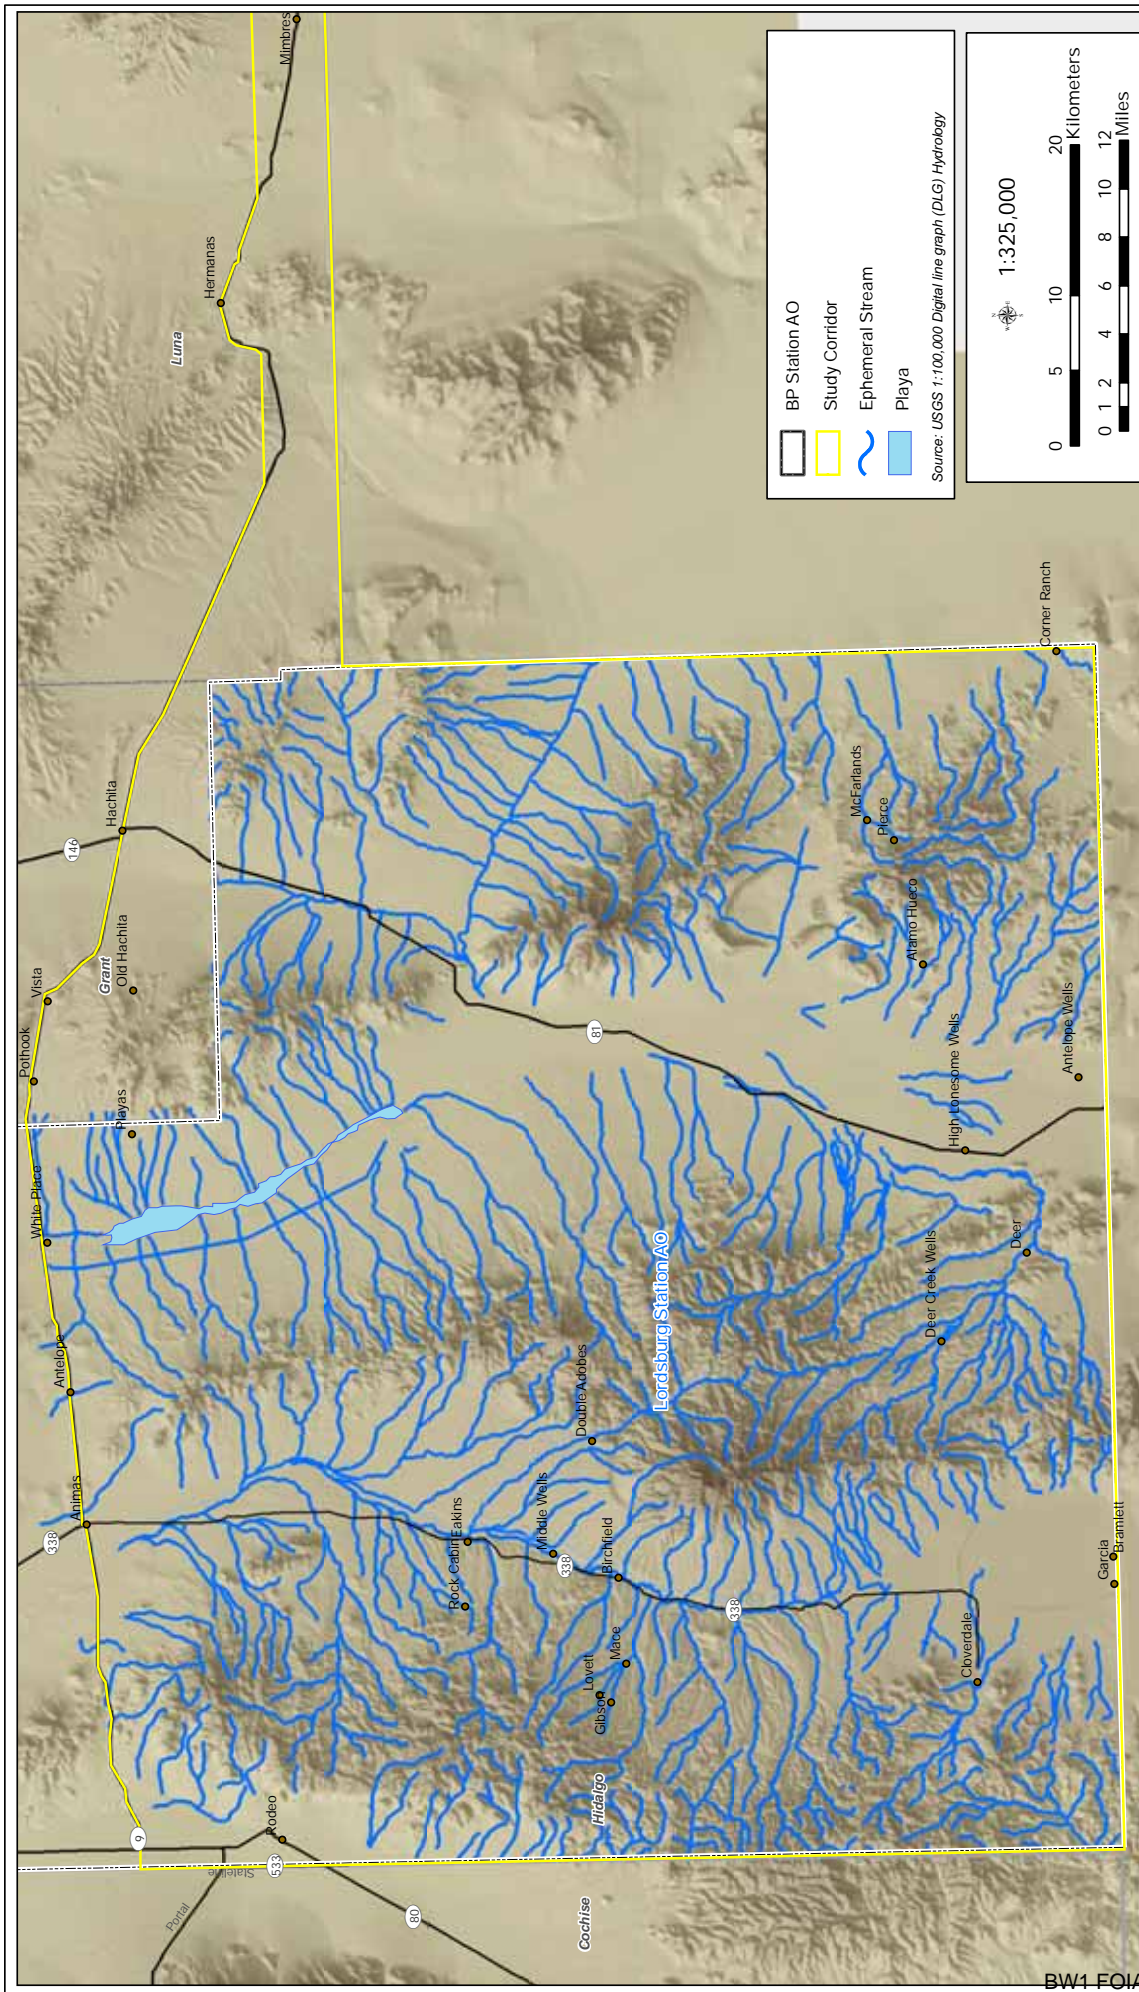 Mimbres
Hermanas
Luna
Hachita
146
Vista
Grant
Old Hachita
Pothook
Playas
White Place
Antelope
Animas
338
9
Rodeo
533
Stateline
Portal
80
Cochise
Hidalgo
Gibson
Lovett
Mace
Rock Cabin
Eakins
Middle Wells
338
Birchfield
338
Double Adobes
Lordsburg Station AO
81
Cloverdale
Garcia
Bramlett
Deer Creek Wells
Deer
High Lonesome Wells
Antelope Wells
Alamo Hueco
Pierce
McFarlands
Corner Ranch
BP Station AO
Study Corridor
Ephemeral Stream
Playa
Source: USGS 1:100,000 Digital line graph (DLG) Hydrology
1:325,000
0 5 10 20
Kilometers
0 1 2 4 6 8 10 12
Miles
BW1 FOIA